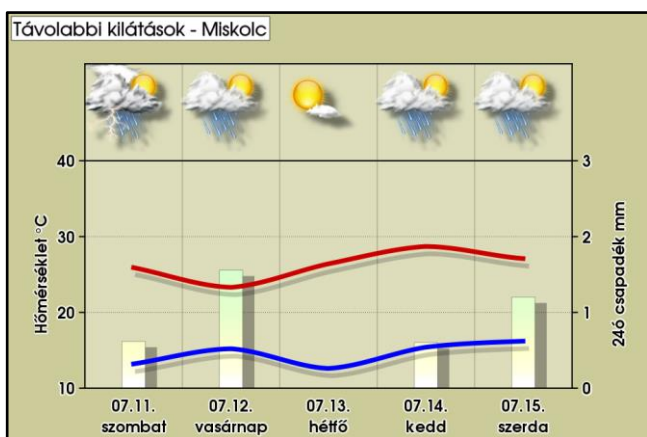 Távolabbi kilátások - Miskolc
Hőmérséklet °C
40
30
20
10
3
2
1
0
24ó csapadék mm
07.11.
szombat
07.12.
vasárnap
07.13.
hétfő
07.14.
kedd
07.15.
szerda